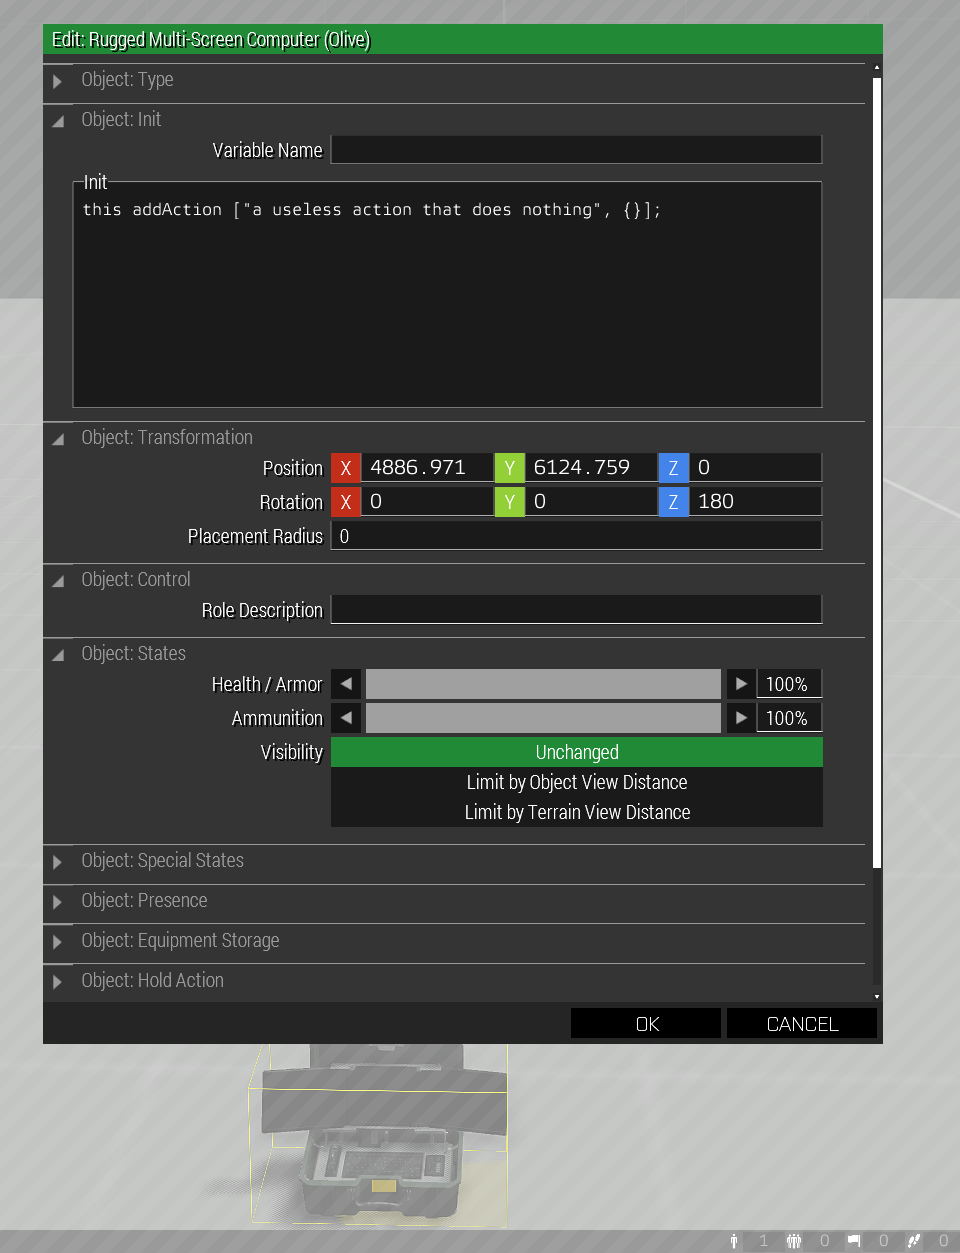 Edit: Rugged Multi-Screen Computer (Olive)
Object: Type
Object: Init
Variable Name
Init
this addAction ["a useless action that does nothing", {}];
Object: Transformation
Position X 4886.971 Y 6124.759 Z 0
Rotation X 0 Y 0 Z 180
Placement Radius 0
Object: Control
Role Description
Object: States
Health / Armor 100%
Ammunition 100%
Visibility Unchanged
Limit by Object View Distance
Limit by Terrain View Distance
Object: Special States
Object: Presence
Object: Equipment Storage
Object: Hold Action
OK CANCEL
1 0 0 0